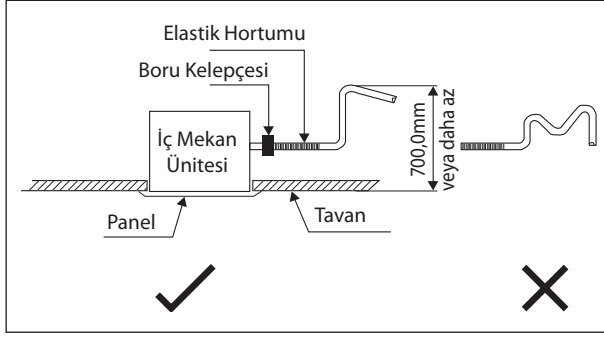 Elastik Hortumu
Boru Kelepçesi
İç Mekan
Ünitesi
700,0mm
veya daha az
Panel
Tavan